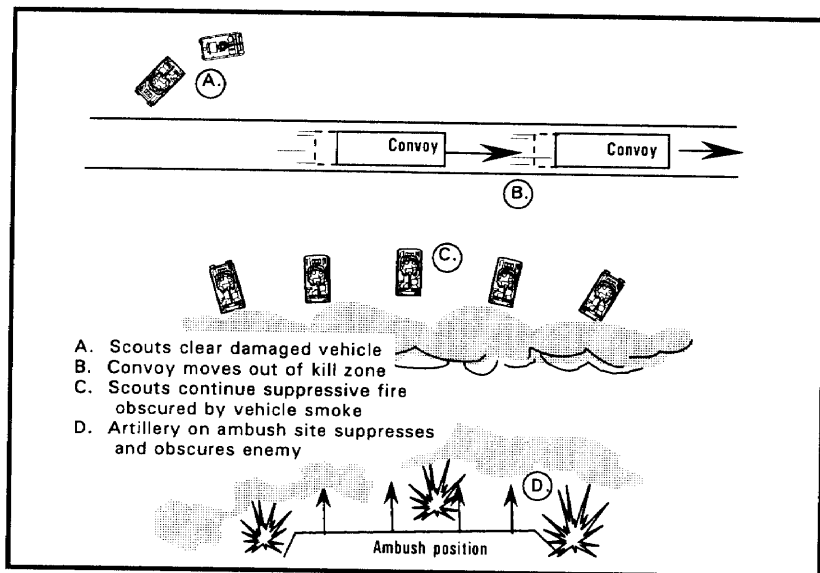 A.
Convoy
Convoy
B.
C.
A. Scouts clear damaged vehicle
B. Convoy moves out of kill zone
C. Scouts continue suppressive fire
obscured by vehicle smoke
D. Artillery on ambush site suppresses
and obscures enemy
D.
Ambush position